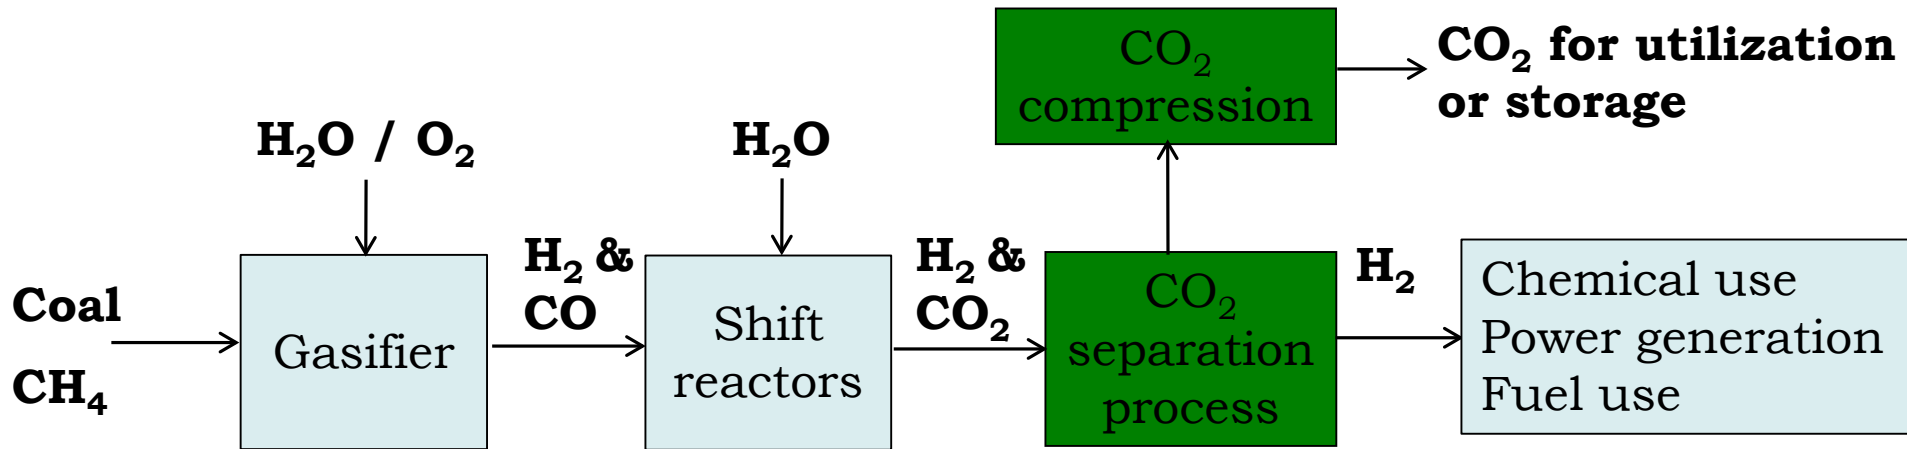 CO₂
compression
CO₂ for utilization
or storage
H₂O / O₂
H₂O
Coal
CH₄
Gasifier
H₂ &
CO
Shift
reactors
H₂ &
CO₂
CO₂
separation
process
H₂
Chemical use
Power generation
Fuel use